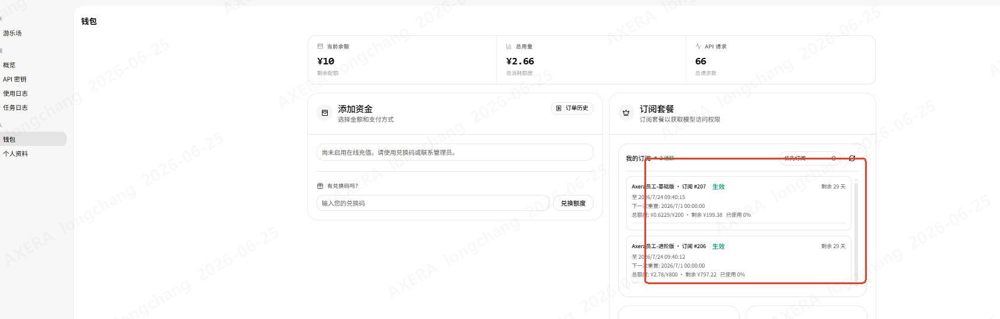 钱包
游乐场
概览
API 密钥
使用日志
任务日志
钱包
个人资料
当前余额
¥10
剩余配额
总用量
¥2.66
总消耗额度
API 请求
66
总请求数
添加资金
选择金额和支付方式
订单历史
尚未启用在线充值。请使用兑换码或联系管理员。
有兑换码吗?
输入您的兑换码
兑换额度
订阅套餐
订阅套餐以获取模型访问权限
我的订阅 • 2 活跃
优先订阅
Axera员工-基础版 · 订阅 #207 生效 剩余 29 天
至 2026/7/24 09:40:15
下一次重置: 2026/7/1 00:00:00
总额度: ¥0.6229/¥200 · 剩余 ¥199.38 已使用 0%
Axera员工-进阶版 · 订阅 #206 生效 剩余 29 天
至 2026/7/24 09:40:12
下一次重置: 2026/7/1 00:00:00
总额度: ¥2.78/¥800 · 剩余 ¥797.22 已使用 0%
AXERA longchang 2026-06-25